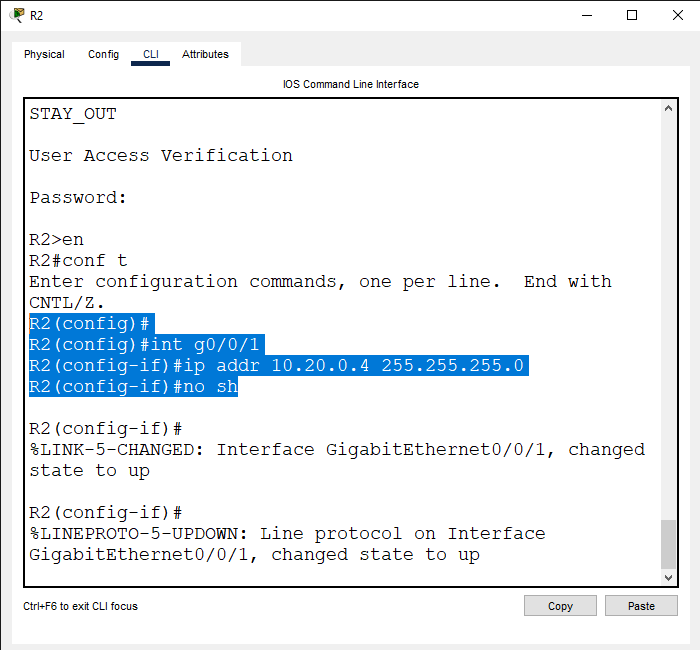 R2
Physical Config CLI Attributes
IOS Command Line Interface
STAY_OUT
User Access Verification
Password:
R2>en
R2#conf t
Enter configuration commands, one per line.  End with
CNTL/Z.
R2(config)#
R2(config)#int g0/0/1
R2(config-if)#ip addr 10.20.0.4 255.255.255.0
R2(config-if)#no sh
R2(config-if)#
%LINK-5-CHANGED: Interface GigabitEthernet0/0/1, changed
state to up
R2(config-if)#
%LINEPROTO-5-UPDOWN: Line protocol on Interface
GigabitEthernet0/0/1, changed state to up
Ctrl+F6 to exit CLI focus Copy Paste